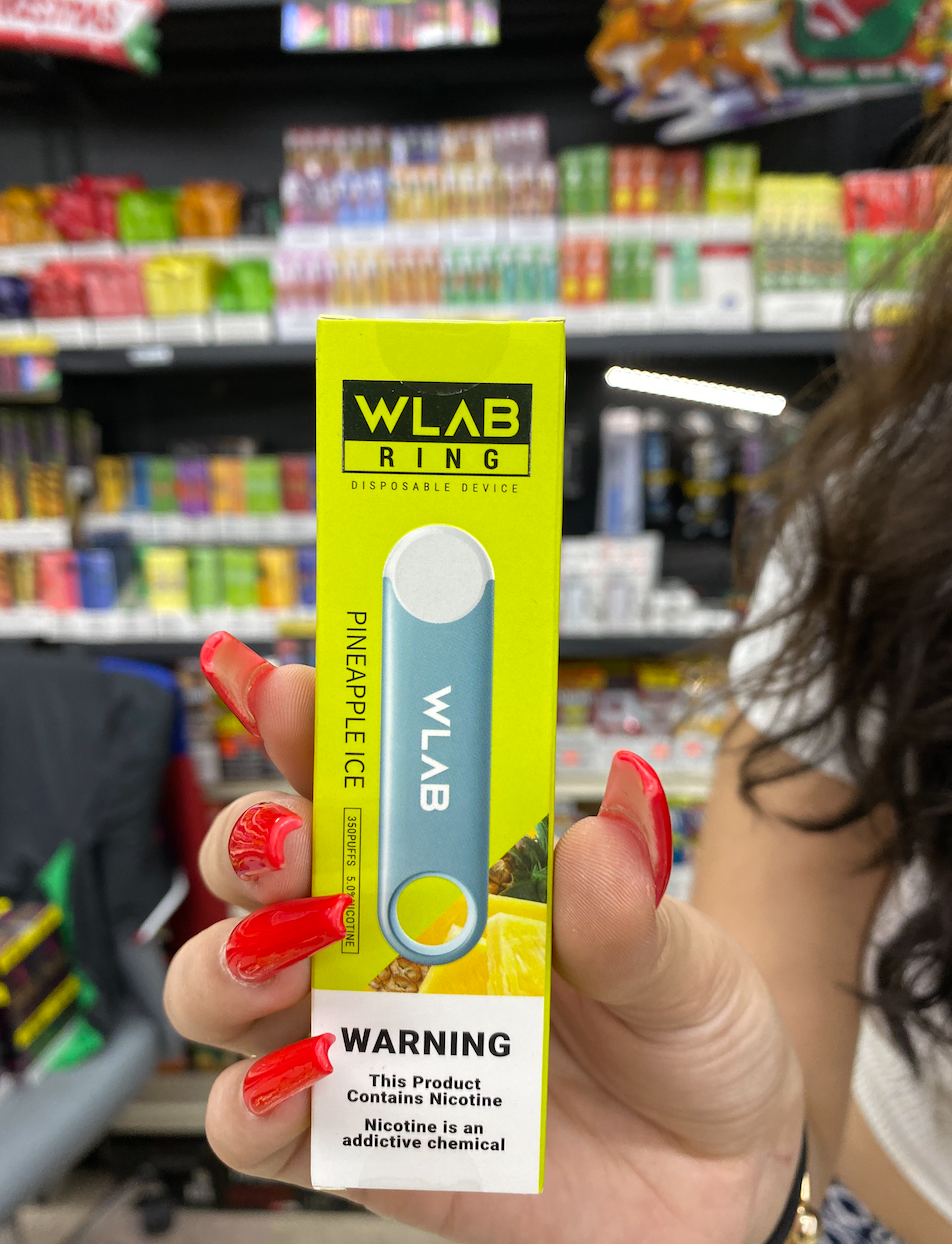 WLAB
RING
DISPOSABLE DEVICE
PINEAPPLE ICE
350PUFFS 5.0%
WLAB
WARNING
This Product
Contains Nicotine
Nicotine is an
addictive chemical